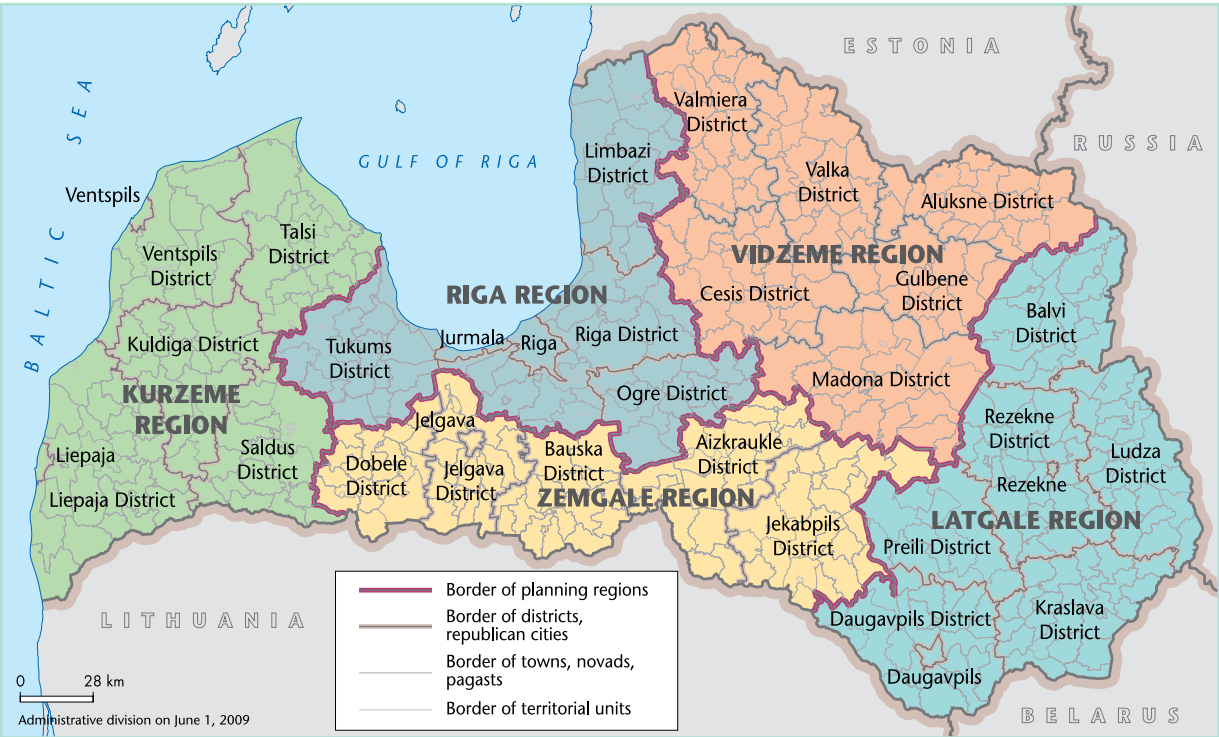 ESTONIA
RUSSIA
BALTIC SEA
GULF OF RIGA
Valmiera
District
Limbazi
District
Valka
District
Aluksne District
Ventspils
Talsi
District
Ventspils
District
VIDZEME REGION
Gulbene
District
Cesis District
RIGA REGION
Balvi
District
Jurmala
Riga
Riga District
Tukums
District
Kuldiga District
Madona District
Ogre District
KURZEME
REGION
Jelgava
Rezekne
District
Aizkraukle
District
Bauska
District
Saldus
District
Liepaja
Ludza
District
Dobele
District
Jelgava
District
Rezekne
Liepaja District
ZEMGALE REGION
LATGALE REGION
Jekabpils
District
Preili District
LITHUANIA
Daugavpils District
Kraslava
District
Daugavpils
BELARUS
Border of planning regions
Border of districts,
republican cities
Border of towns, novads,
pagasts
Border of territorial units
0 28 km
Administrative division on June 1, 2009